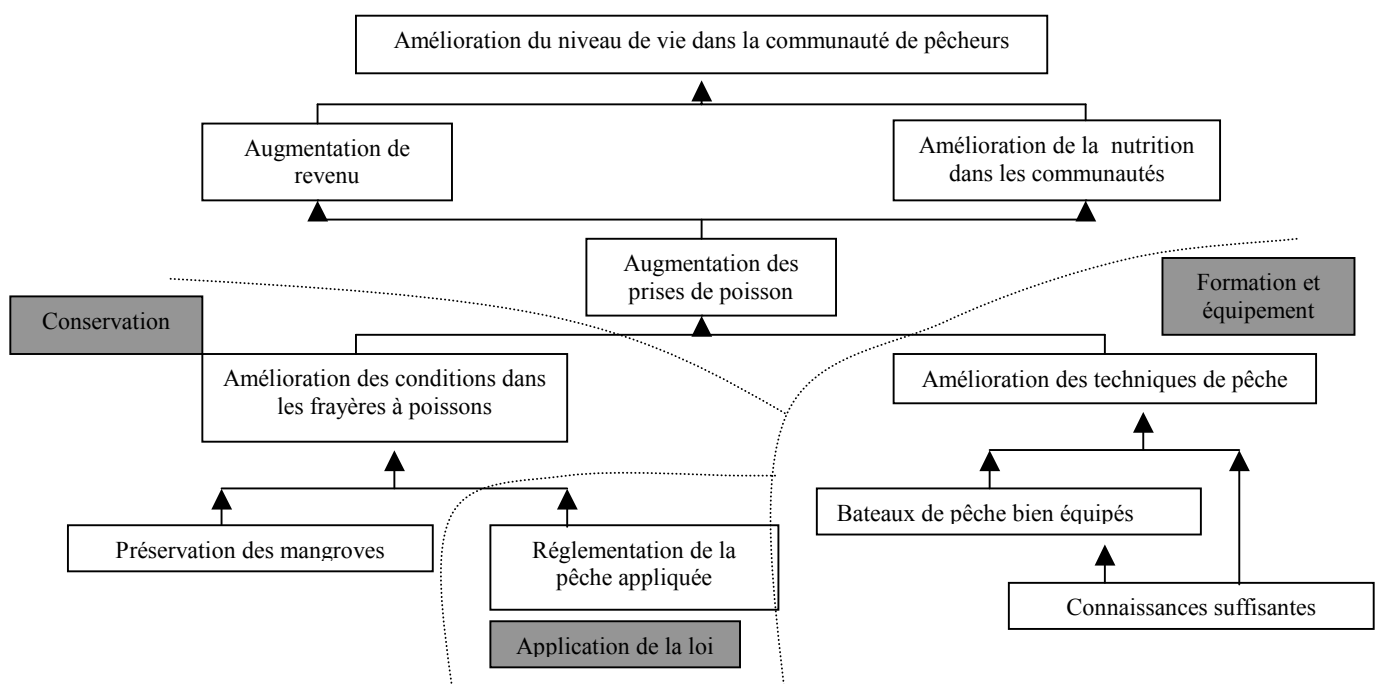 Amélioration du niveau de vie dans la communauté de pêcheurs
Augmentation de
revenu
Amélioration de la nutrition
dans les communautés
Augmentation des
prises de poisson
Formation et
équipement
Conservation
Amélioration des conditions dans
les frayères à poissons
Amélioration des techniques de pêche
Préservation des mangroves
Réglementation de la
pêche appliquée
Bateaux de pêche bien équipés
Connaissances suffisantes
Application de la loi